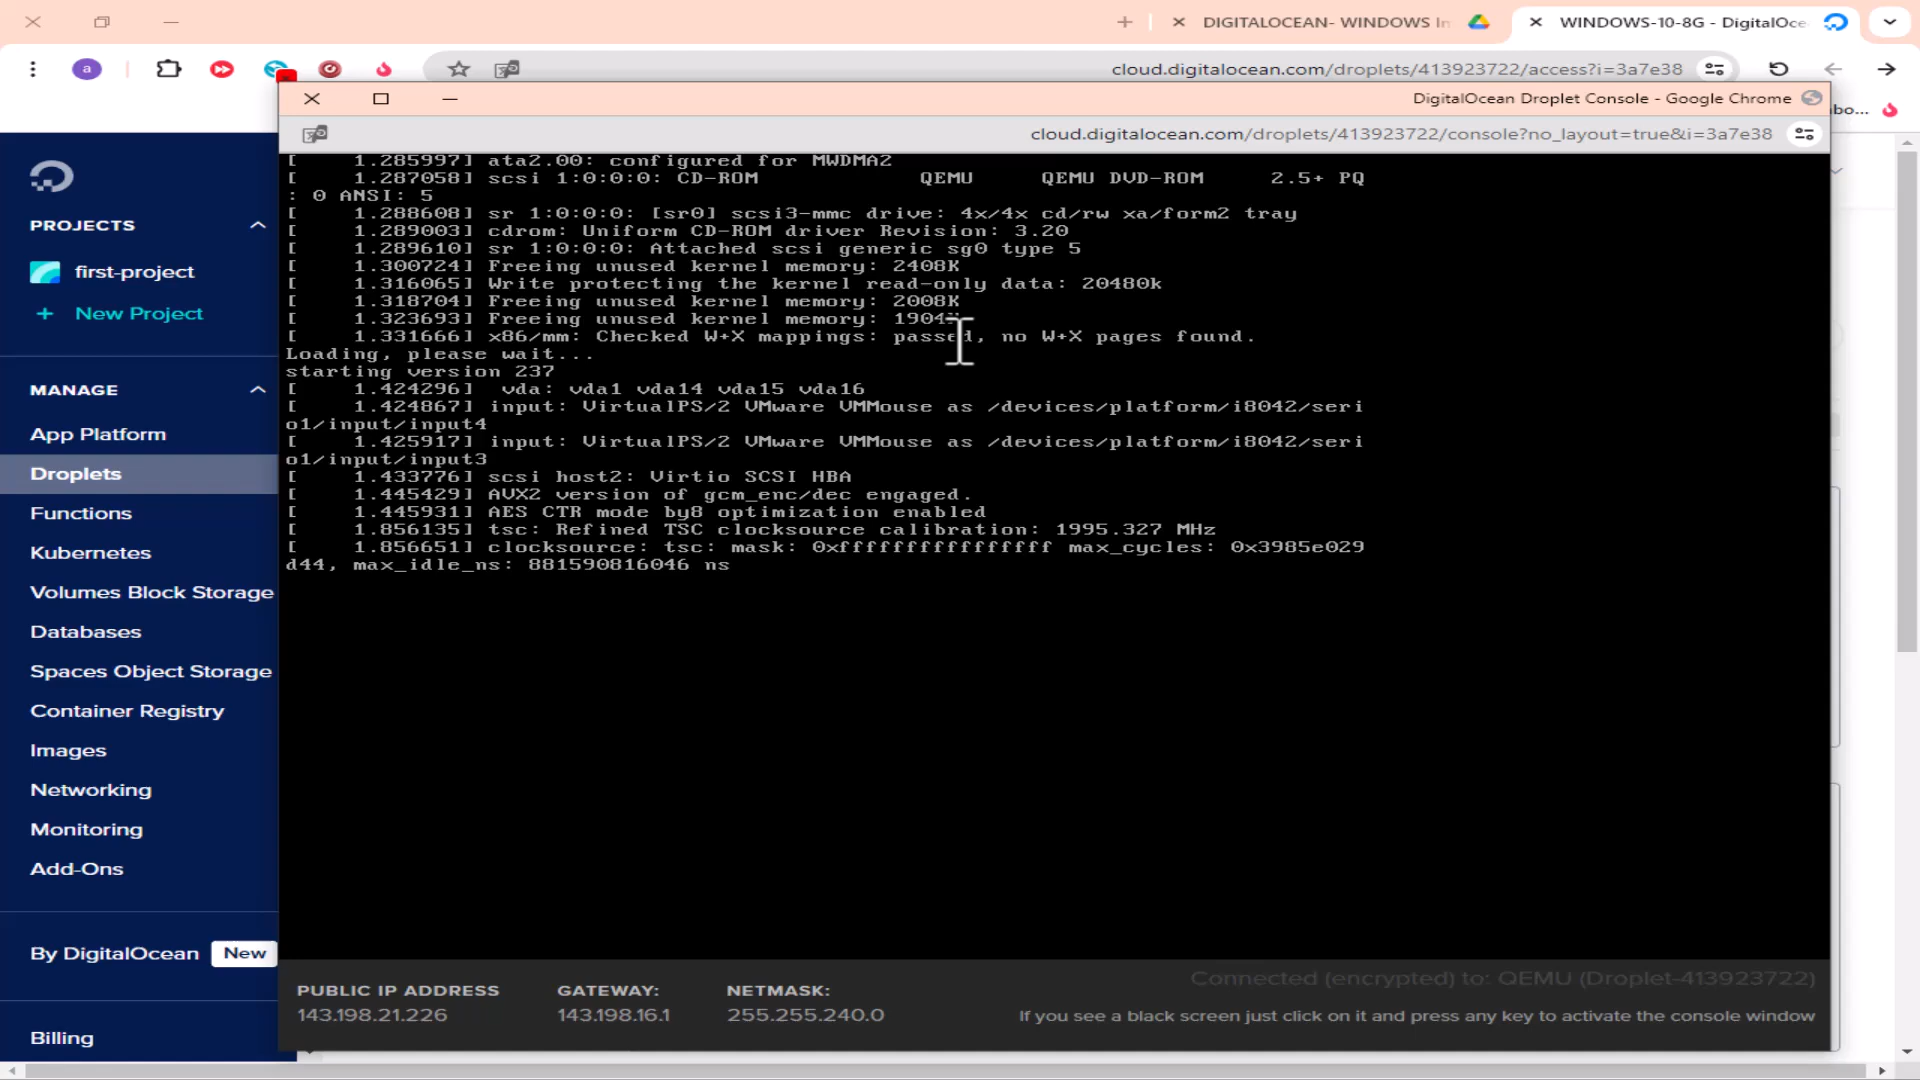 DIGITALOCEAN- WINDOWS In
WINDOWS-10-8G - DigitalOce
a
cloud.digitalocean.com/droplets/413923722/access?i=3a7e38
DigitalOcean Droplet Console - Google Chrome
bo...
cloud.digitalocean.com/droplets/413923722/console?no_layout=true&i=3a7e38
PROJECTS
first-project
+ New Project
MANAGE
App Platform
Droplets
Functions
Kubernetes
Volumes Block Storage
Databases
Spaces Object Storage
Container Registry
Images
Networking
Monitoring
Add-Ons
By DigitalOcean New
Billing
[    1.285997] ata2.00: configured for MWDMA2
[    1.287058] scsi 1:0:0:0: CD-ROM            QEMU     QEMU DVD-ROM     2.5+ PQ
: 0 ANSI: 5
[    1.288608] sr 1:0:0:0: [sr0] scsi3-mmc drive: 4x/4x cd/rw xa/form2 tray
[    1.289003] cdrom: Uniform CD-ROM driver Revision: 3.20
[    1.289610] sr 1:0:0:0: Attached scsi generic sg0 type 5
[    1.300724] Freeing unused kernel memory: 2408K
[    1.316065] Write protecting the kernel read-only data: 20480k
[    1.318704] Freeing unused kernel memory: 2008K
[    1.323693] Freeing unused kernel memory: 1904K
[    1.331666] x86/mm: Checked W+X mappings: passed, no W+X pages found.
Loading, please wait...
starting version 237
[    1.424296]  vda: vda1 vda14 vda15 vda16
[    1.424867] input: VirtualPS/2 VMware VMMouse as /devices/platform/i8042/seri
o1/input/input4
[    1.425917] input: VirtualPS/2 VMware VMMouse as /devices/platform/i8042/seri
o1/input/input3
[    1.433776] scsi host2: Virtio SCSI HBA
[    1.445429] AVX2 version of gcm_enc/dec engaged.
[    1.445931] AES CTR mode by8 optimization enabled
[    1.856135] tsc: Refined TSC clocksource calibration: 1995.327 MHz
[    1.856651] clocksource: tsc: mask: 0xffffffffffffffff max_cycles: 0x3985e029
d44, max_idle_ns: 881590816046 ns
Connected (encrypted) to: QEMU (Droplet-413923722)
PUBLIC IP ADDRESS
143.198.21.226
GATEWAY:
143.198.16.1
NETMASK:
255.255.240.0
If you see a black screen just click on it and press any key to activate the console window